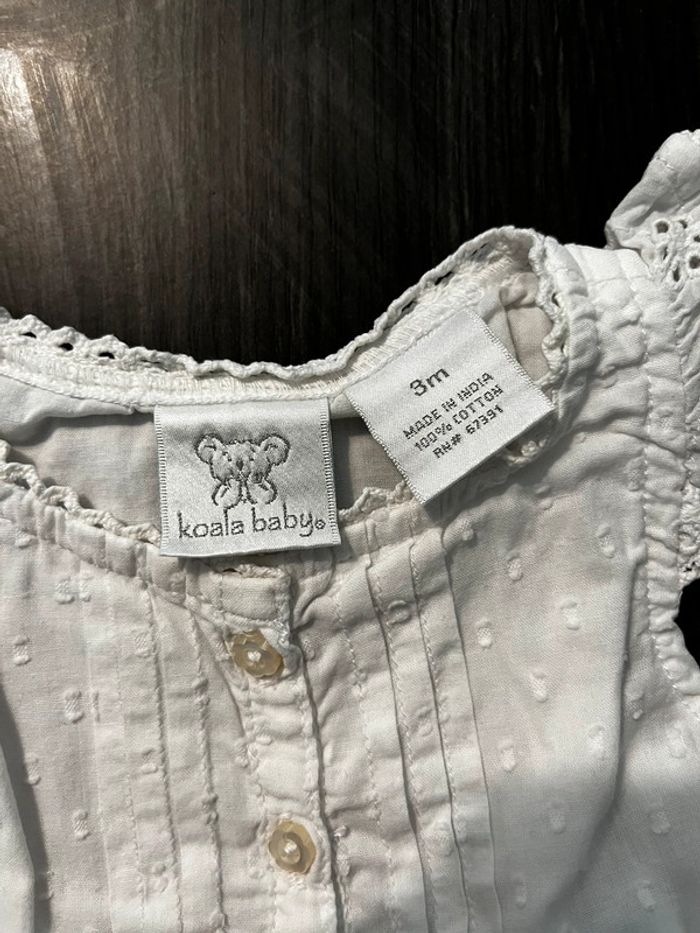 koala baby®
3m
MADE IN INDIA
100% COTTON
RN# 67391